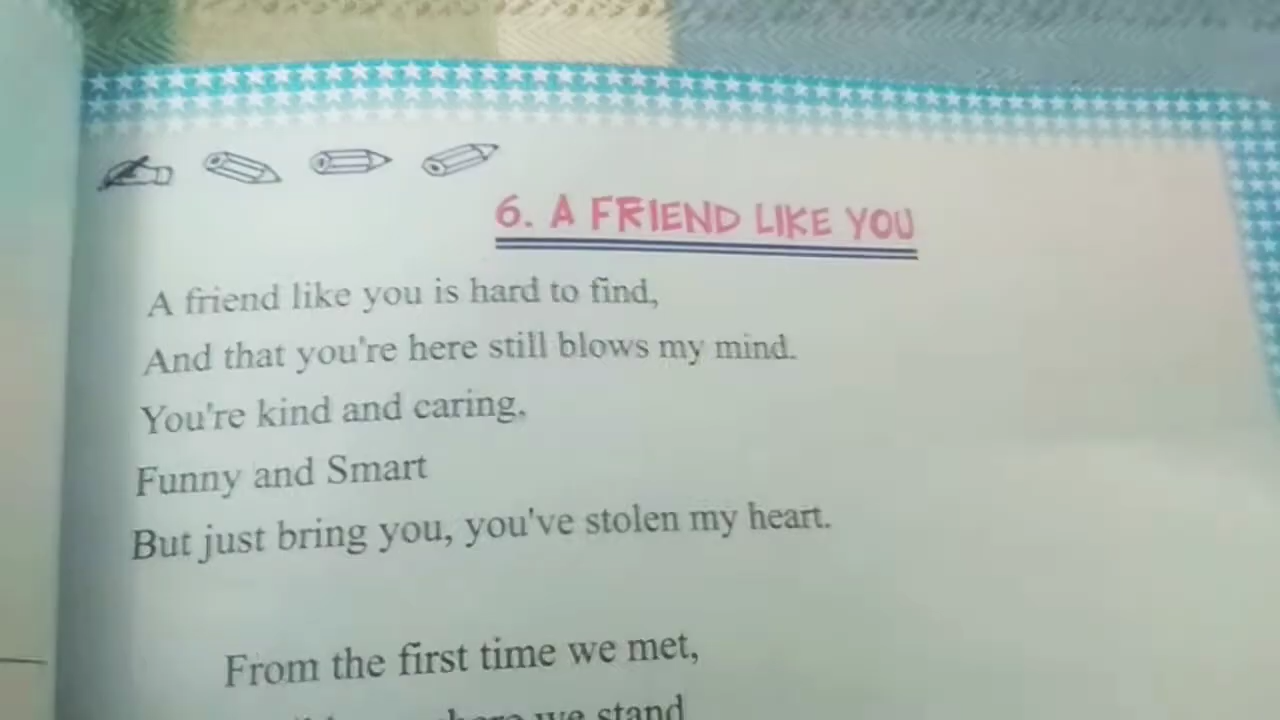 6. A FRIEND LIKE YOU
A friend like you is hard to find,
And that you're here still blows my mind.
You're kind and caring,
Funny and Smart
But just bring you, you've stolen my heart.
From the first time we met,
we stand